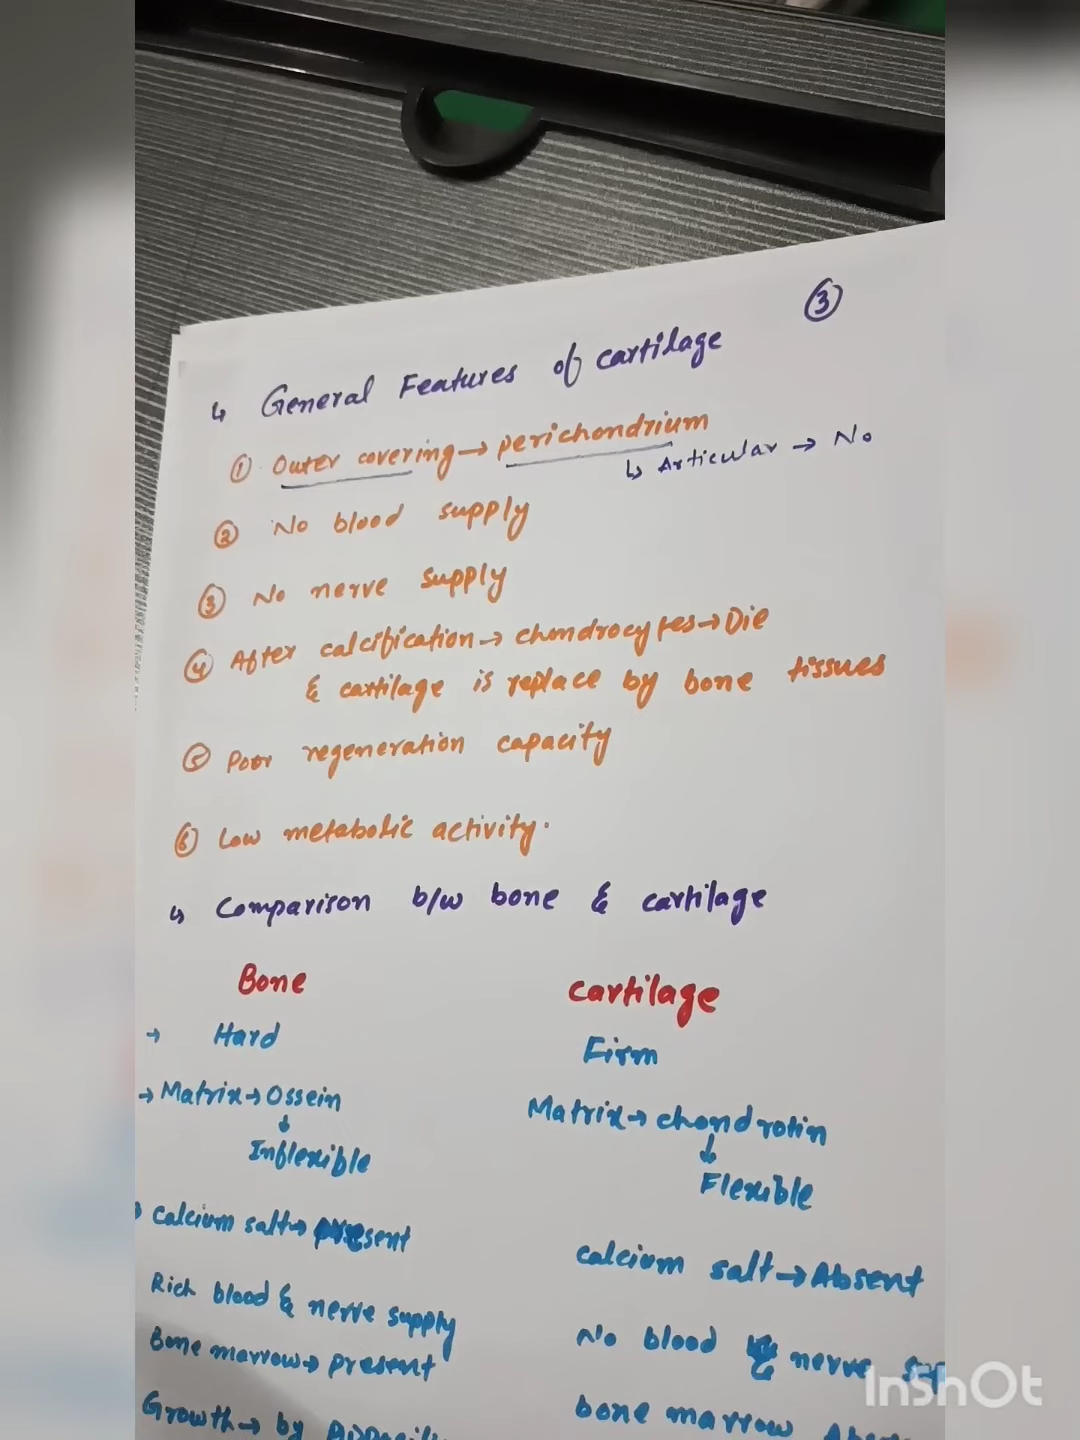 ③
↳ General Features of cartilage
① Outer covering → perichondrium
↳ Articular → No
② No blood supply
③ No nerve supply
④ After calcification → chondrocytes → Die
& cartilage is replace by bone tissues
⑤ Poor regeneration capacity
⑥ Low metabolic activity.
↳ Comparison b/w bone & cartilage
Bone cartilage
→ Hard Firm
→ Matrix → Ossein Matrix → chondrotin
↓ ↓
Inflexible Flexible
calcium salt → present calcium salt → Absent
Rich blood & nerve supply No blood & nerve
Bone marrow → present bone marrow
Growth → by
InShOt